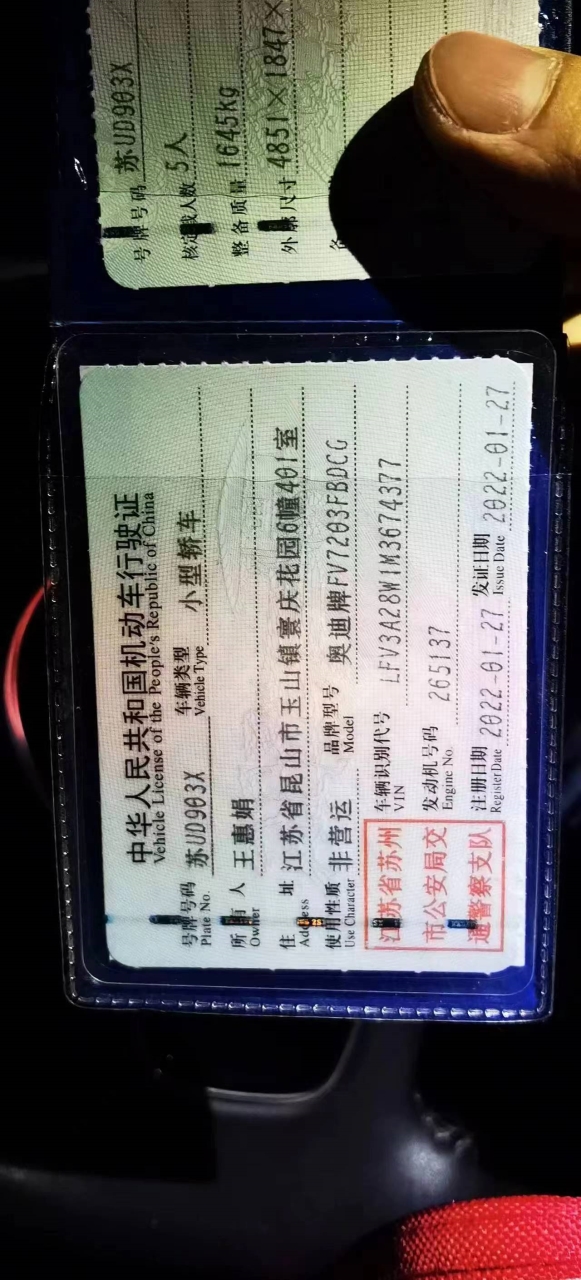 号牌号码 苏UD903X
核定载人数 5人
整备质量 1645kg
外廓尺寸 4851×1847×
中华人民共和国机动车行驶证
Vehicle License of the People's Republic of China
号牌号码 苏UD903X 车辆类型 小型轿车
Plate No. Vehicle Type
所有人 王惠娟
Owner
住址 江苏省昆山市玉山镇寰庆花园6幢401室
Address
使用性质 非营运 品牌型号 奥迪牌FV7203FBDCG
Use Character Model
车辆识别代号 LFV3A28W1M3674377
VIN
发动机号码 265137
Engine No.
注册日期 2022-01-27 发证日期 2022-01-27
Register Date Issue Date
江苏省苏州
市公安局交
通警察支队